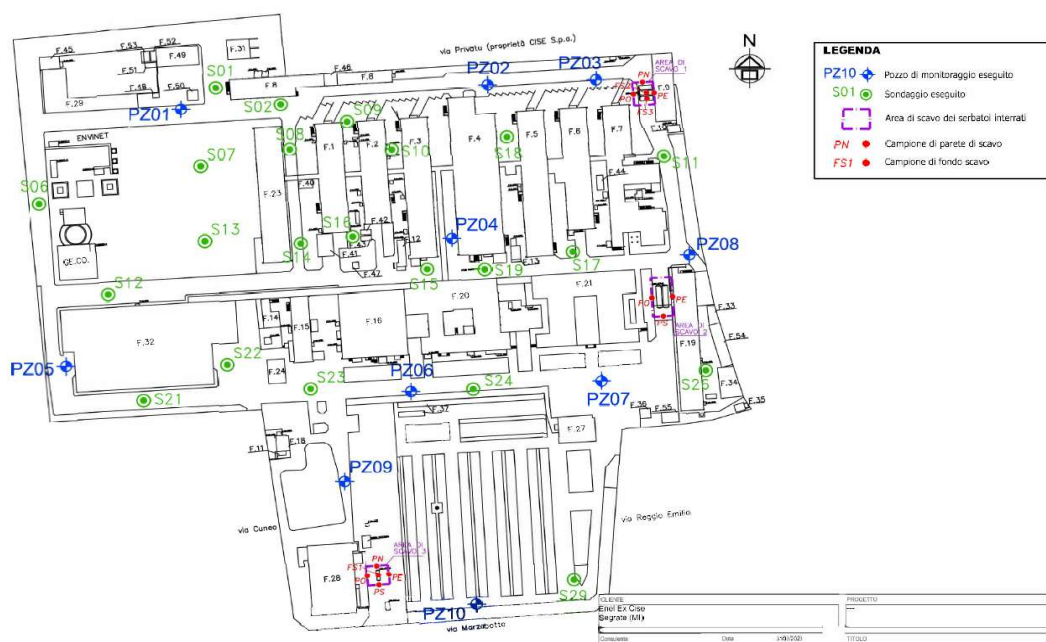 F.45
F.53
F.52
F.49
F.31
F.51
F.50
F.48
F.29
via Privata (proprietà CISE S.p.a.)
F.46
F.8
F.8
S01
S02
PZ01
PZ02
PZ03
AREA DI
SCAVO 1
PN
FS2
PO
PE
FS3
F.9
F.10
N
LEGENDA
PZ10
Pozzo di monitoraggio eseguito
S01
Sondaggio eseguito
Area di scavo dei serbatoi interrati
PN
Campione di parete di scavo
FS1
Campione di fondo scavo
ENVINET
S06
S07
S08
S09
S10
S18
S11
F.1
F.2
F.3
F.4
F.5
F.6
F.7
F.23
F.40
F.44
GE.CO.
S13
S14
S16
F.42
F.43
F.41
F.47
F.12
PZ04
F.13
S15
S19
S17
PZ08
S12
F.32
F.14
F.15
F.16
F.20
F.21
PO
PE
PS
AREA DI
SCAVO 2
F.19
F.33
F.54
F.34
F.35
PZ05
S22
F.24
S21
S23
PZ06
S24
PZ07
S25
F.36
F.55
F.37
F.27
F.11
F.18
PZ09
via Cuneo
via Reggio Emilia
AREA DI
SCAVO 3
PN
FS1
PO
PE
PS
F.28
S29
PZ10
via Marzabotto
CLIENTE
Enel Ex Cise
Segrate (MI)
PROGETTO
Consulente
Data
TITOLO